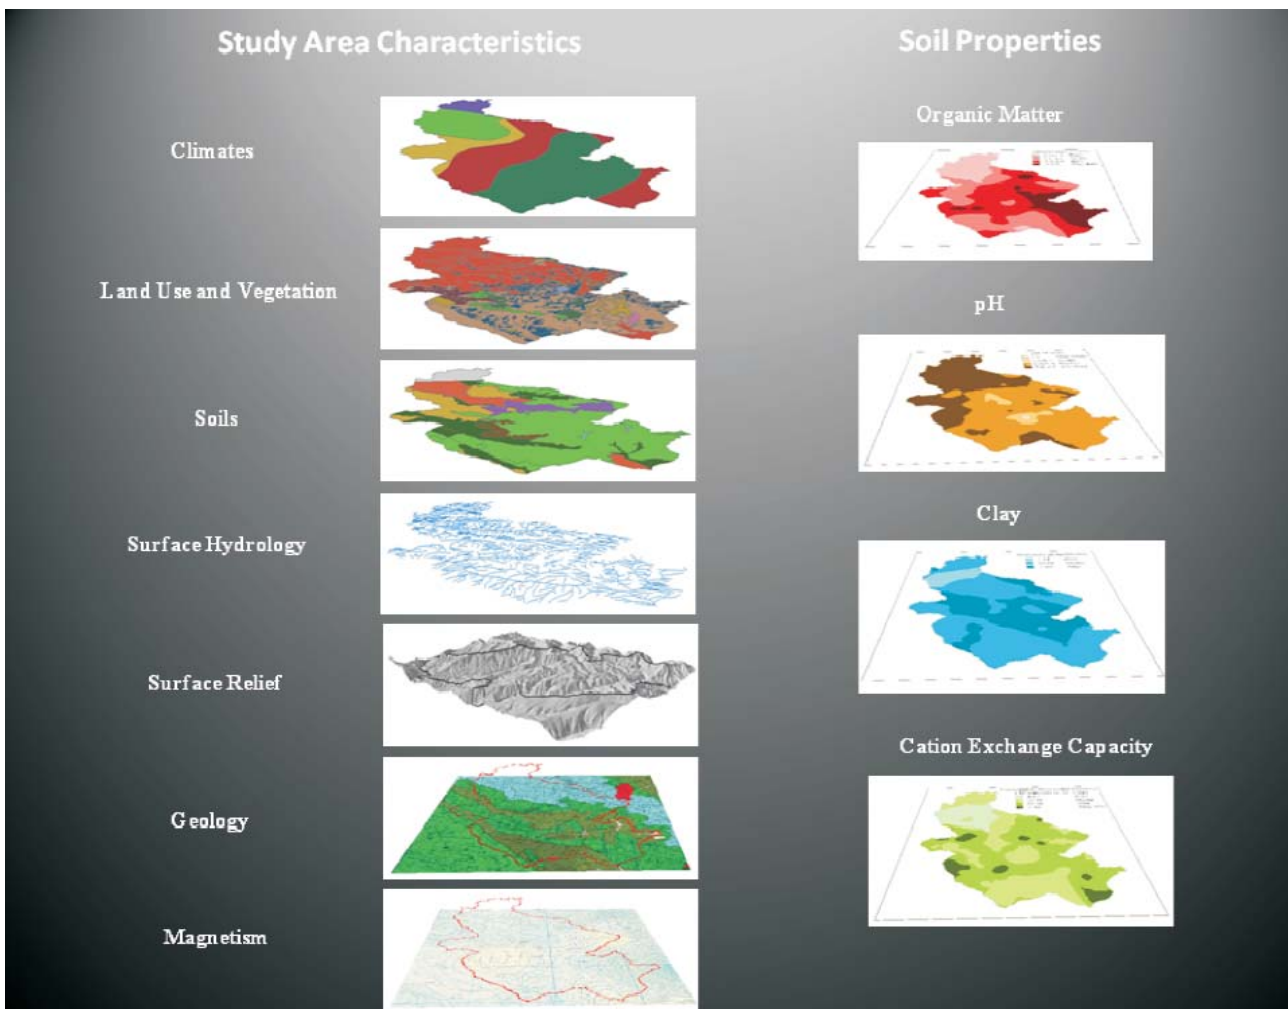 Study Area Characteristics
Soil Properties
Climates
Land Use and Vegetation
Soils
Surface Hydrology
Surface Relief
Geology
Magnetism
Organic Matter
pH
Clay
Cation Exchange Capacity